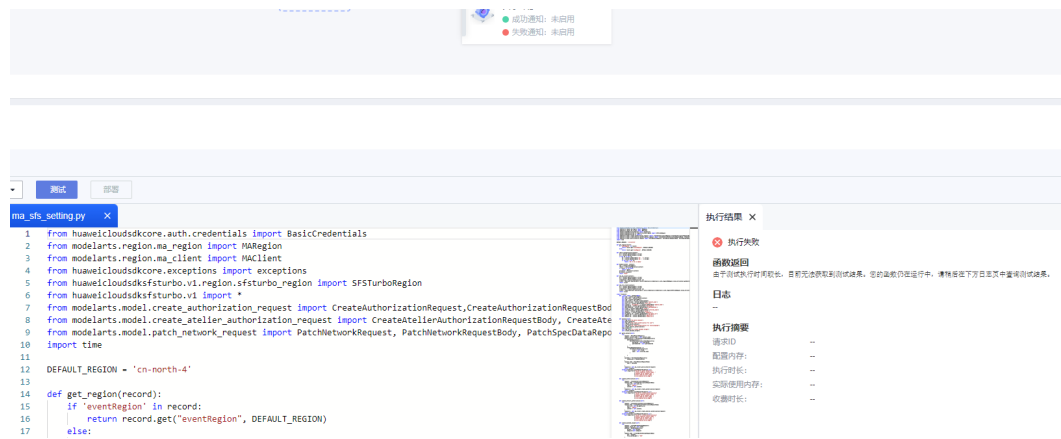 成功通知：未启用
失败通知：未启用
测试
部署
ma_sfs_setting.py
执行结果
1 from huaweicloudsdkcore.auth.credentials import BasicCredentials
2 from modelarts.region.ma_region import MARegion
3 from modelarts.region.ma_client import MAClient
4 from huaweicloudsdkcore.exceptions import exceptions
5 from huaweicloudsdksfsturbo.v1.region.sfsturbo_region import SFSTurboRegion
6 from huaweicloudsdksfsturbo.v1 import *
7 from modelarts.model.create_authorization_request import CreateAuthorizationRequest,CreateAuthorizationRequestBod
8 from modelarts.model.create_atelier_authorization_request import CreateAtelierAuthorizationRequestBody, CreateAte
9 from modelarts.model.patch_network_request import PatchNetworkRequest, PatchNetworkRequestBody, PatchSpecDataRepo
10 import time
11
12 DEFAULT_REGION = 'cn-north-4'
13
14 def get_region(record):
15 if 'eventRegion' in record:
16 return record.get("eventRegion", DEFAULT_REGION)
17 else:
执行失败
函数返回
由于测试执行时间较长，目前无法获取到测试结果。您的函数仍在运行中，请稍后在下方日志页中查询测试结果。
日志
--
执行摘要
请求ID --
配置内存： --
执行时长： --
实际使用内存： --
收费时长： --